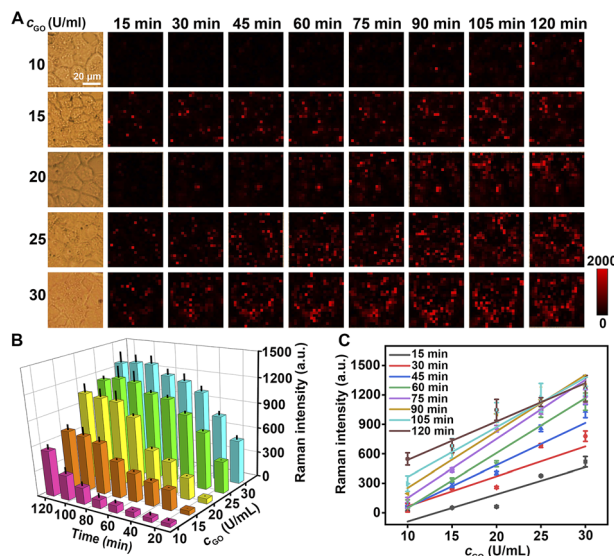 A
c_GO (U/ml) 15 min 30 min 45 min 60 min 75 min 90 min 105 min 120 min
10
20 μm
15
20
25
30
2000
0
B
1500
1200
900
600
300
0
Raman intensity (a.u.)
120 100 80 60 40 20
Time (min)
10 15 20 25 30
c_GO (U/mL)
C
15 min
30 min
45 min
60 min
75 min
90 min
105 min
120 min
1500
1200
900
600
300
0
Raman intensity (a.u.)
10 15 20 25 30
c_GO (U/mL)